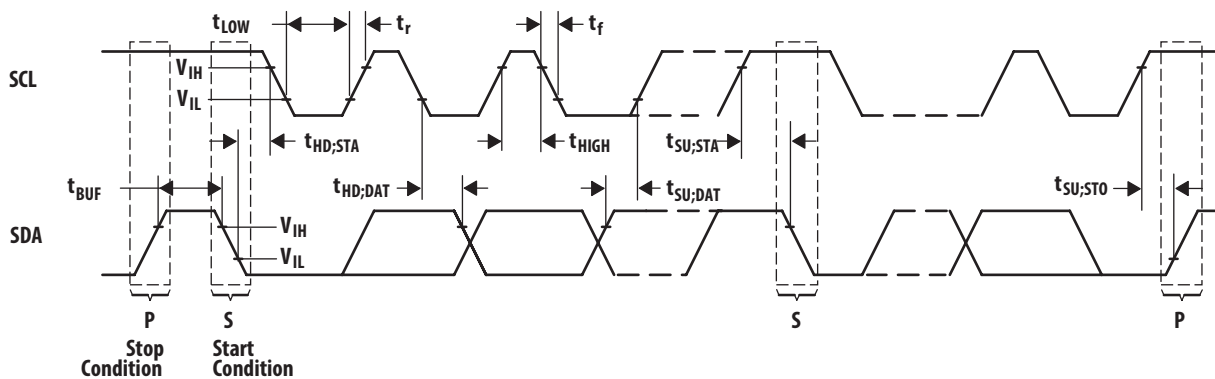 tLOW
tr
tf
SCL
VIH
VIL
tHD;STA
tHIGH
tSU;STA
tBUF
tHD;DAT
tSU;DAT
tSU;STO
SDA
VIH
VIL
P
S
S
P
Stop
Condition
Start
Condition